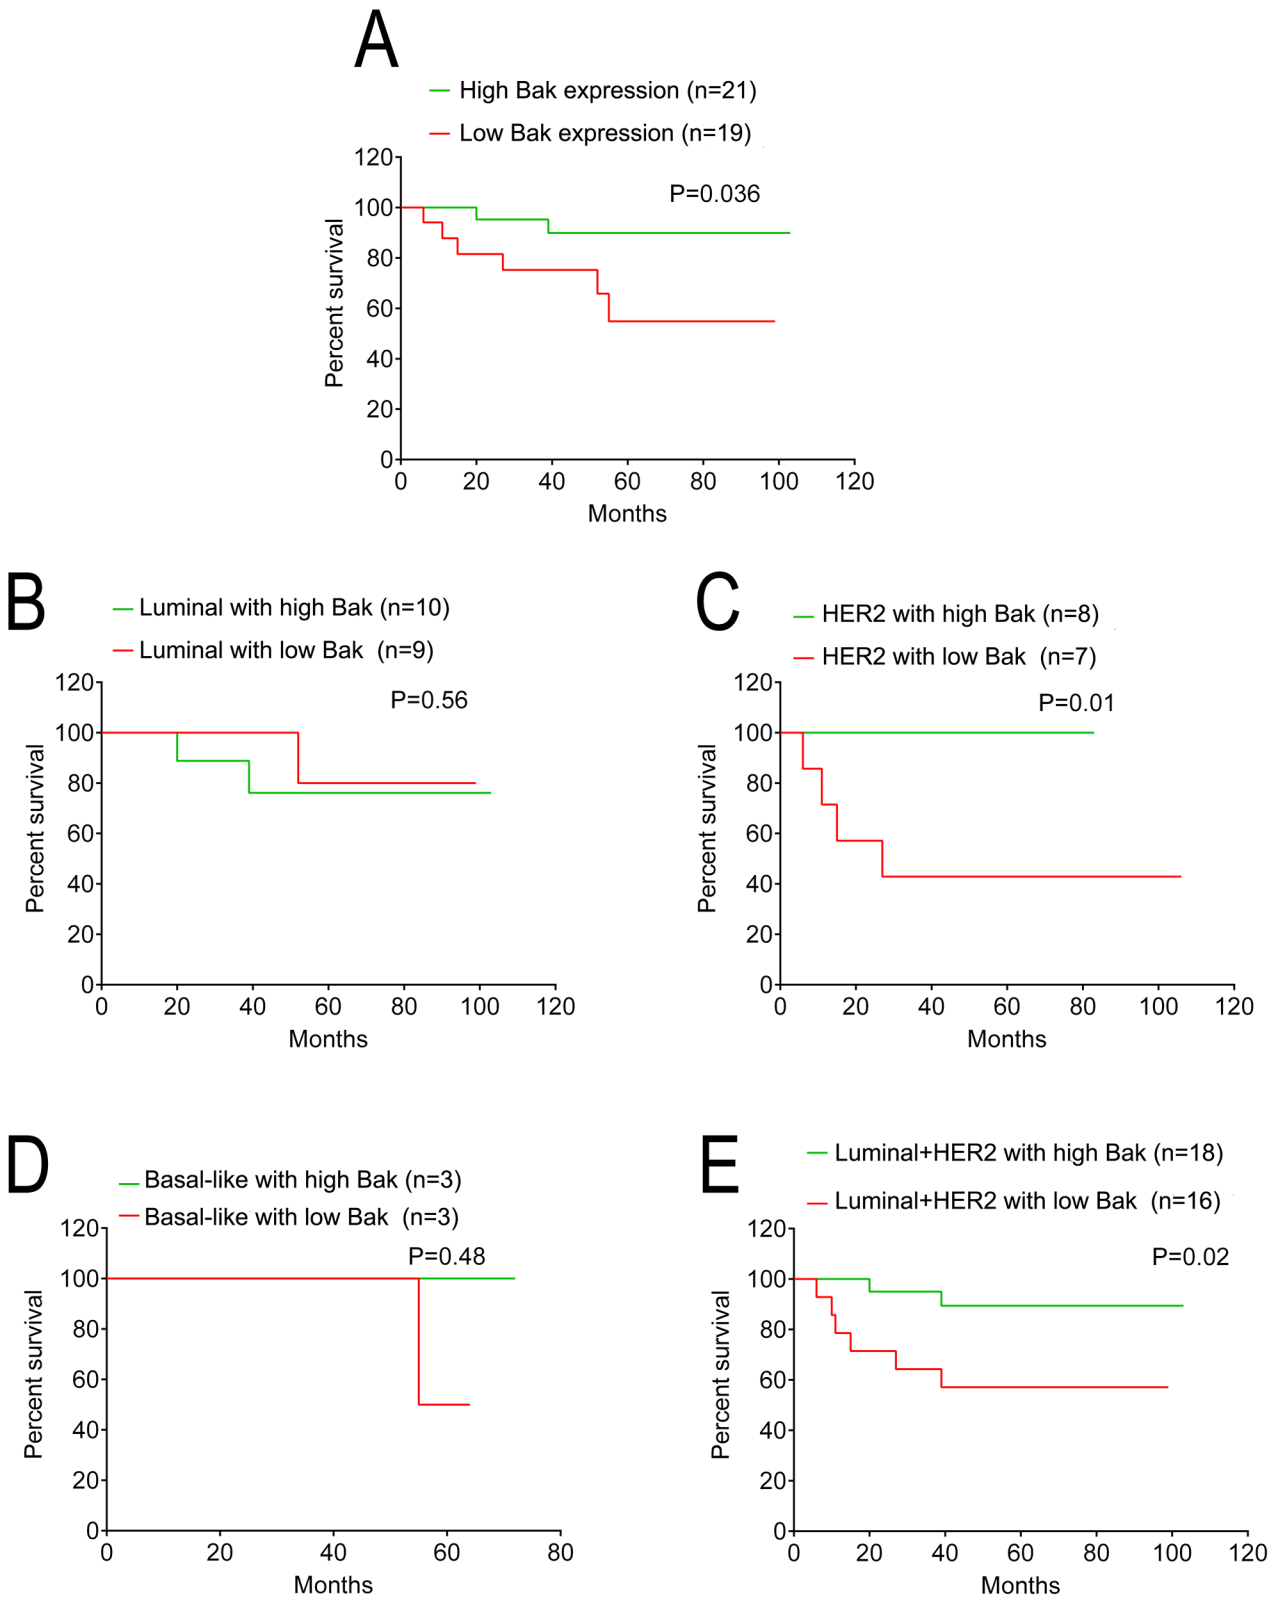 A
High Bak expression (n=21)
Low Bak expression (n=19)
P=0.036
120
100
80
60
40
20
0
Percent survival
0 20 40 60 80 100 120
Months
B
Luminal with high Bak (n=10)
Luminal with low Bak (n=9)
P=0.56
120
100
80
60
40
20
0
Percent survival
0 20 40 60 80 100 120
Months
C
HER2 with high Bak (n=8)
HER2 with low Bak (n=7)
P=0.01
120
100
80
60
40
20
0
Percent survival
0 20 40 60 80 100 120
Months
D
Basal-like with high Bak (n=3)
Basal-like with low Bak (n=3)
P=0.48
120
100
80
60
40
20
0
Percent survival
0 20 40 60 80
Months
E
Luminal+HER2 with high Bak (n=18)
Luminal+HER2 with low Bak (n=16)
P=0.02
120
100
80
60
40
20
0
Percent survival
0 20 40 60 80 100 120
Months